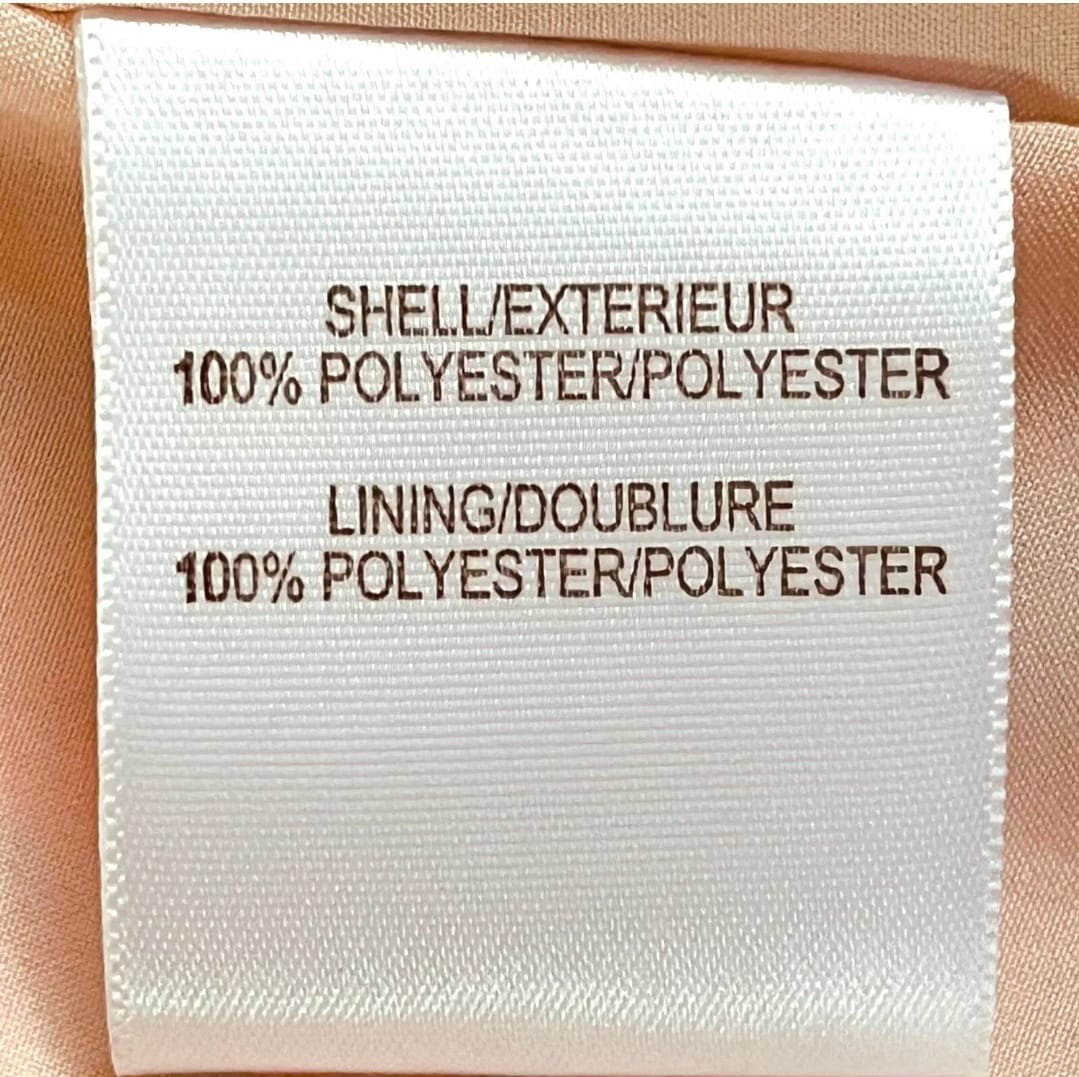 SHELL/EXTERIEUR
100% POLYESTER/POLYESTER
LINING/DOUBLURE
100% POLYESTER/POLYESTER